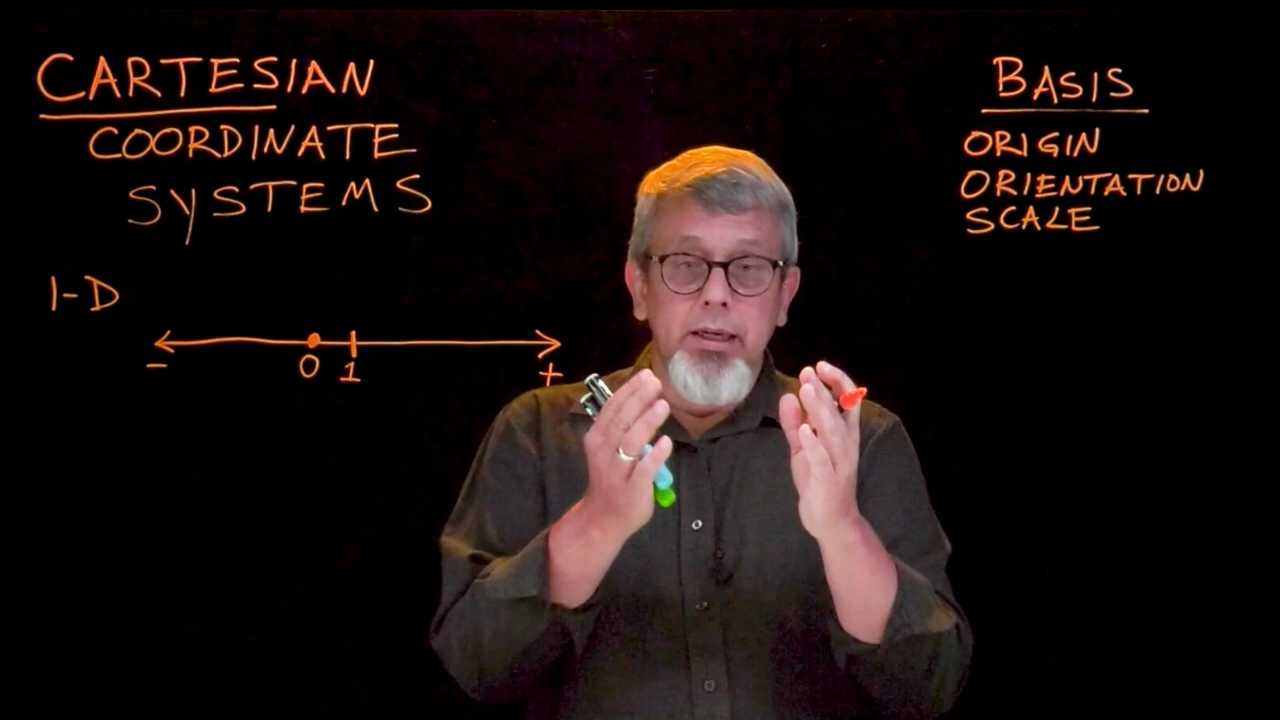 CARTESIAN
COORDINATE
SYSTEMS
1-D
- 0 1 +
BASIS
ORIGIN
ORIENTATION
SCALE